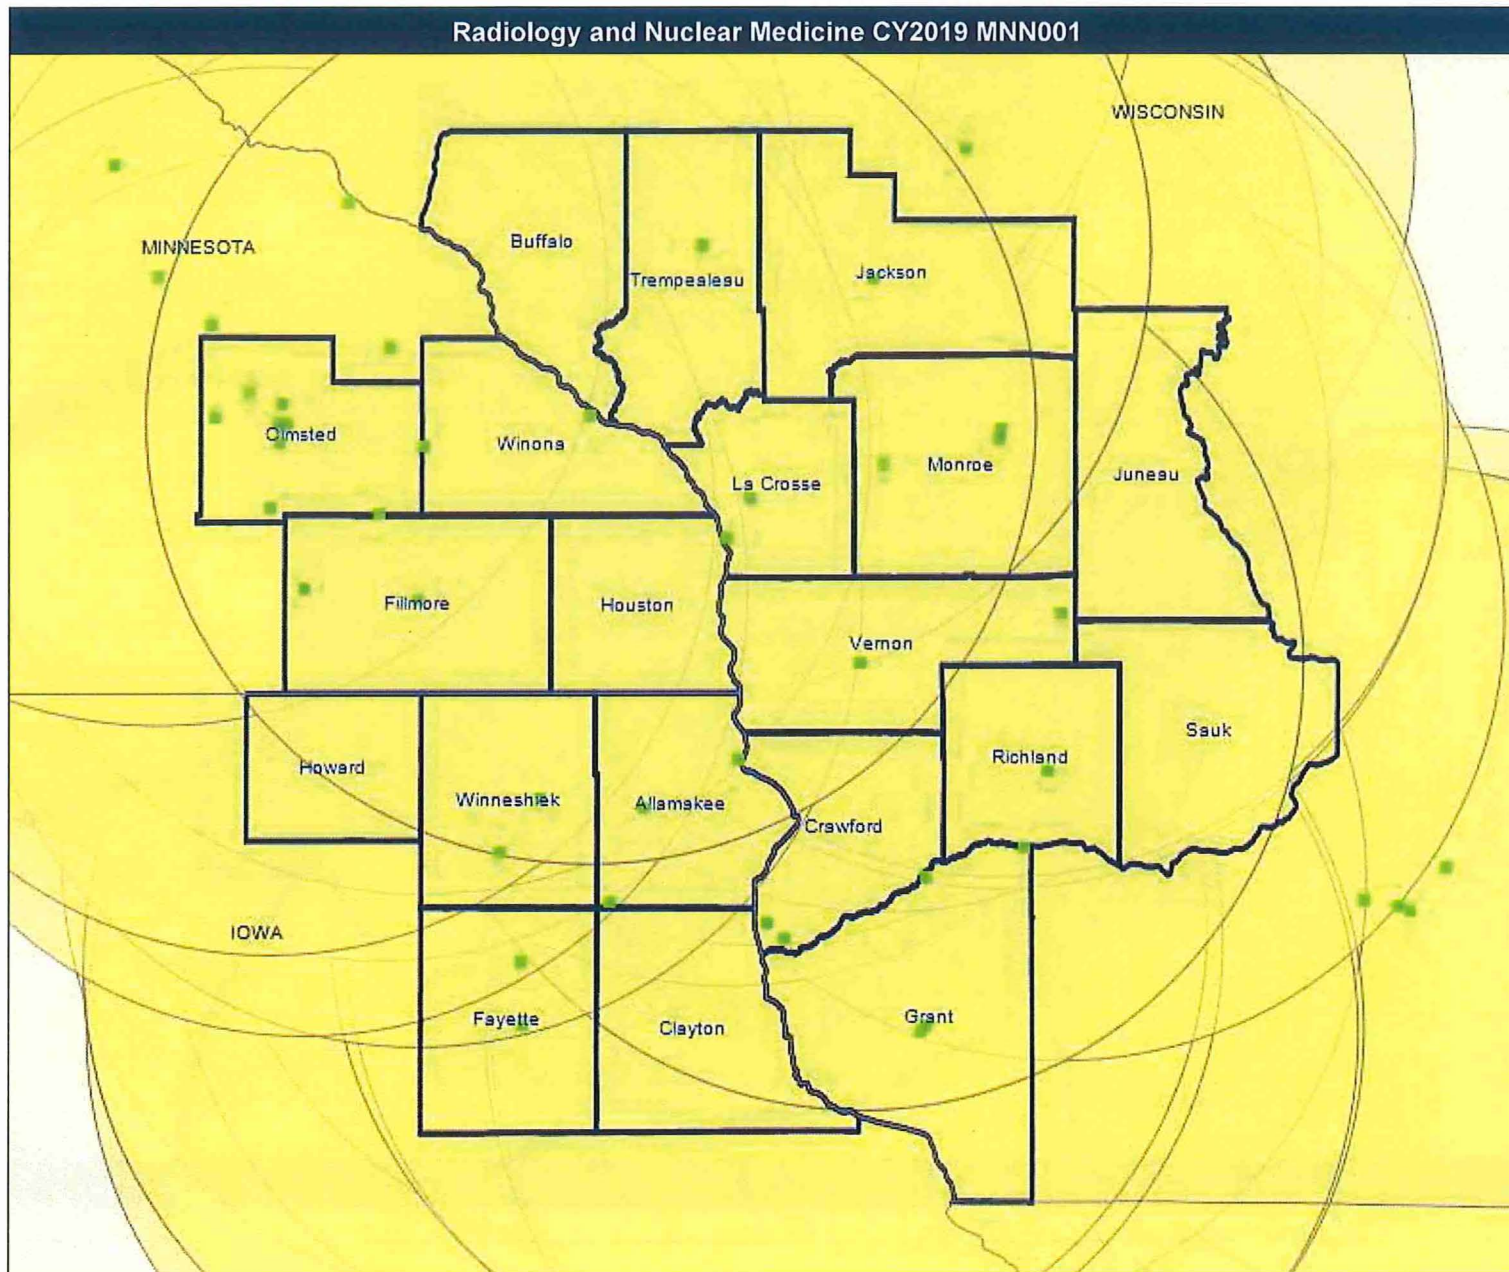 Radiology and Nuclear Medicine CY2019 MNN001
WISCONSIN
MINNESOTA
Buffalo
Trempealeau
Jackson
Olmsted
Winona
La Crosse
Monroe
Juneau
Fillmore
Houston
Vernon
Howard
Winneshiek
Allamakee
Crawford
Richland
Sauk
IOWA
Fayette
Clayton
Grant